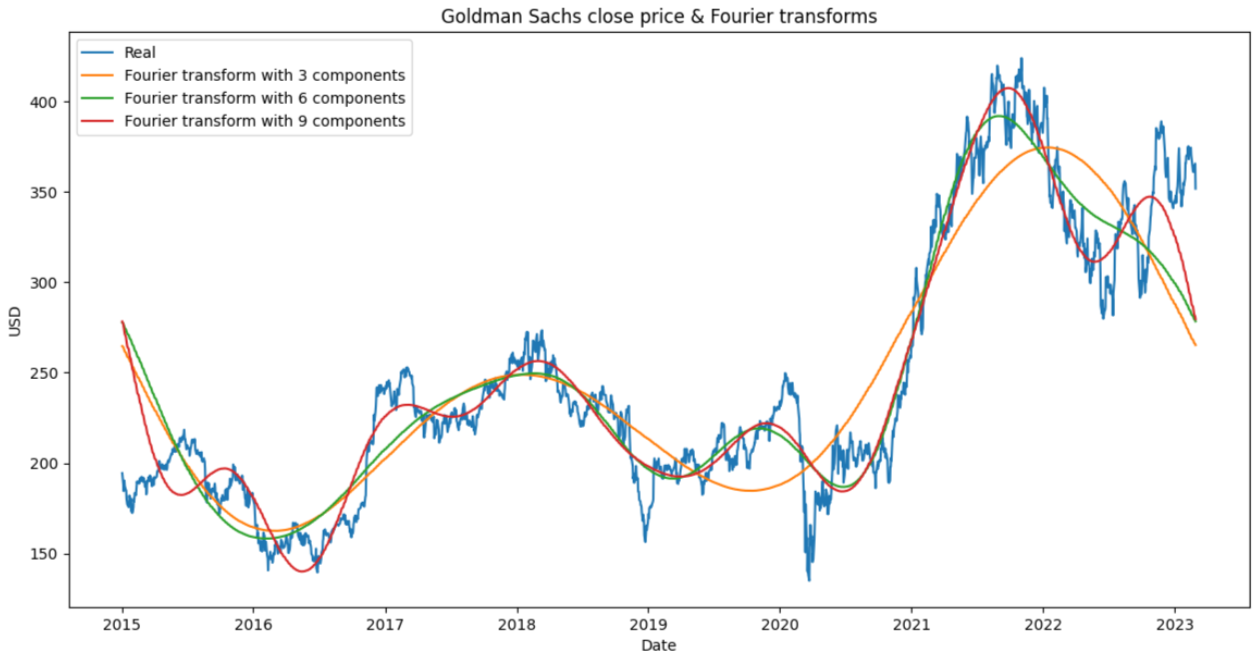 Goldman Sachs close price & Fourier transforms
Real
Fourier transform with 3 components
Fourier transform with 6 components
Fourier transform with 9 components
400
350
300
250
200
150
USD
2015 2016 2017 2018 2019 2020 2021 2022 2023
Date